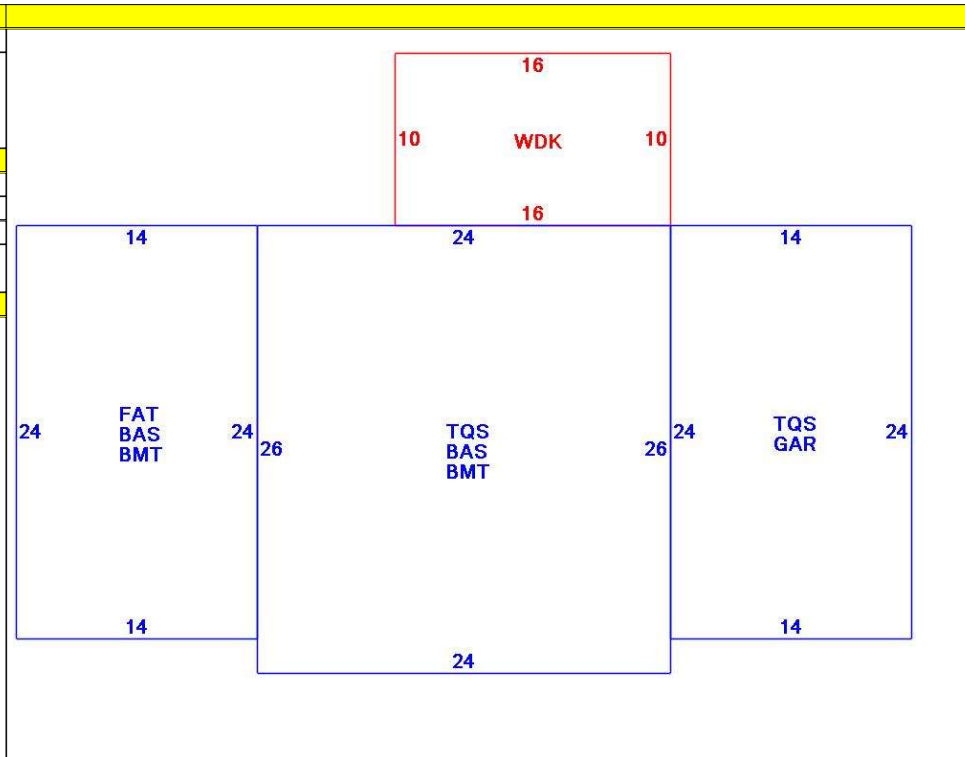 16
10 WDK 10
16
14 24 14
24 FAT 24 26 TQS 26 24 TQS 24
BAS BAS GAR
BMT BMT
14 14
24